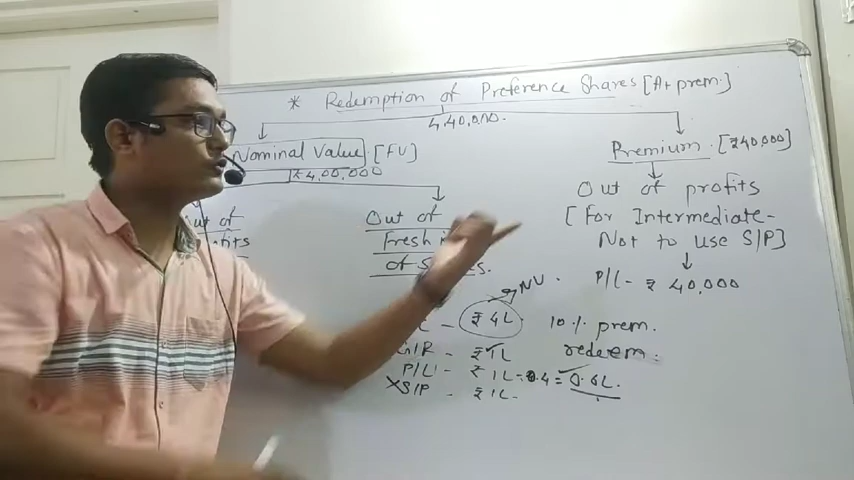 * Redemption of Preference Shares [At prem.]
4,40,000.
Nominal Value [FV]
₹4,00,000
Premium. [₹40,000]
Out of
Out of
Fresh
of S s.
Out of profits
[For Intermediate-
Not to use S/P]
P/L - ₹ 40,000
NV.
- ₹ 4L
10% prem.
redeem.
G/R - ₹ 1L
P/L - ₹ 1L - 0.4 = 0.6L.
×S/P - ₹ 1L.